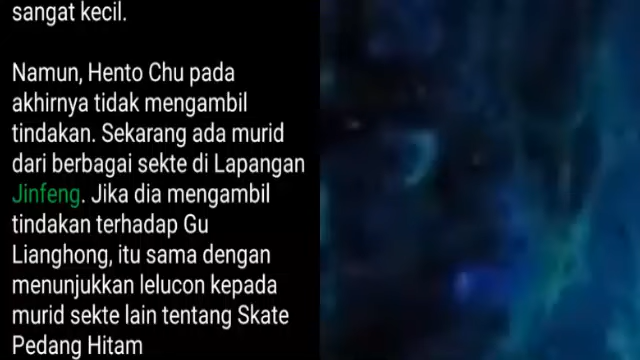 sangat kecil.
Namun, Hento Chu pada
akhirnya tidak mengambil
tindakan. Sekarang ada murid
dari berbagai sekte di Lapangan
Jinfeng. Jika dia mengambil
tindakan terhadap Gu
Lianghong, itu sama dengan
menunjukkan lelucon kepada
murid sekte lain tentang Skate
Pedang Hitam